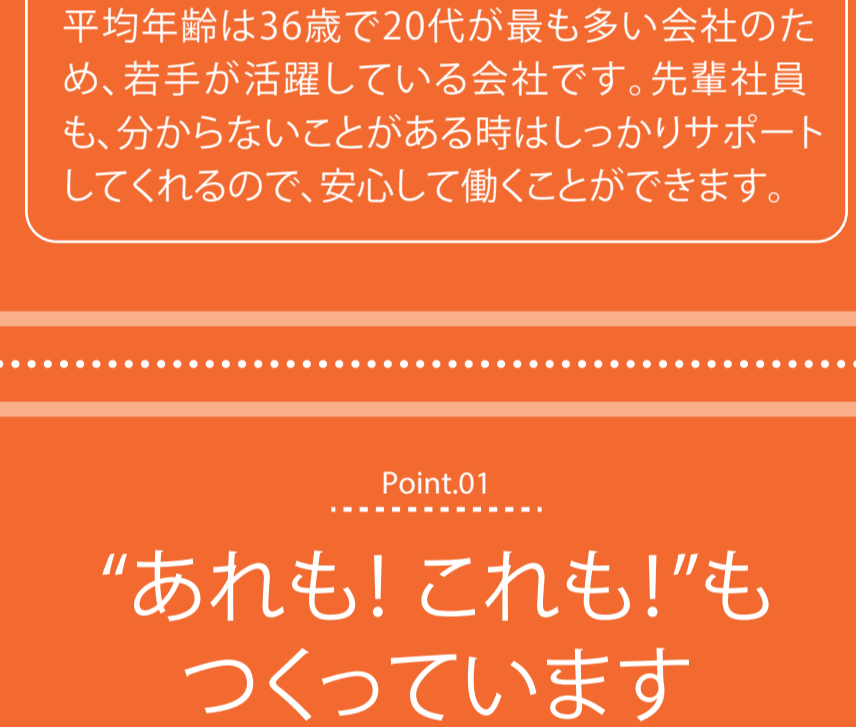 平均年齢は36歳で20代が最も多い会社のた
め、若手が活躍している会社です。先輩社員
も、分からないことがある時はしっかりサポート
してくれるので、安心して働くことができます。
Point.01
“あれも! これも!”も
つくっています